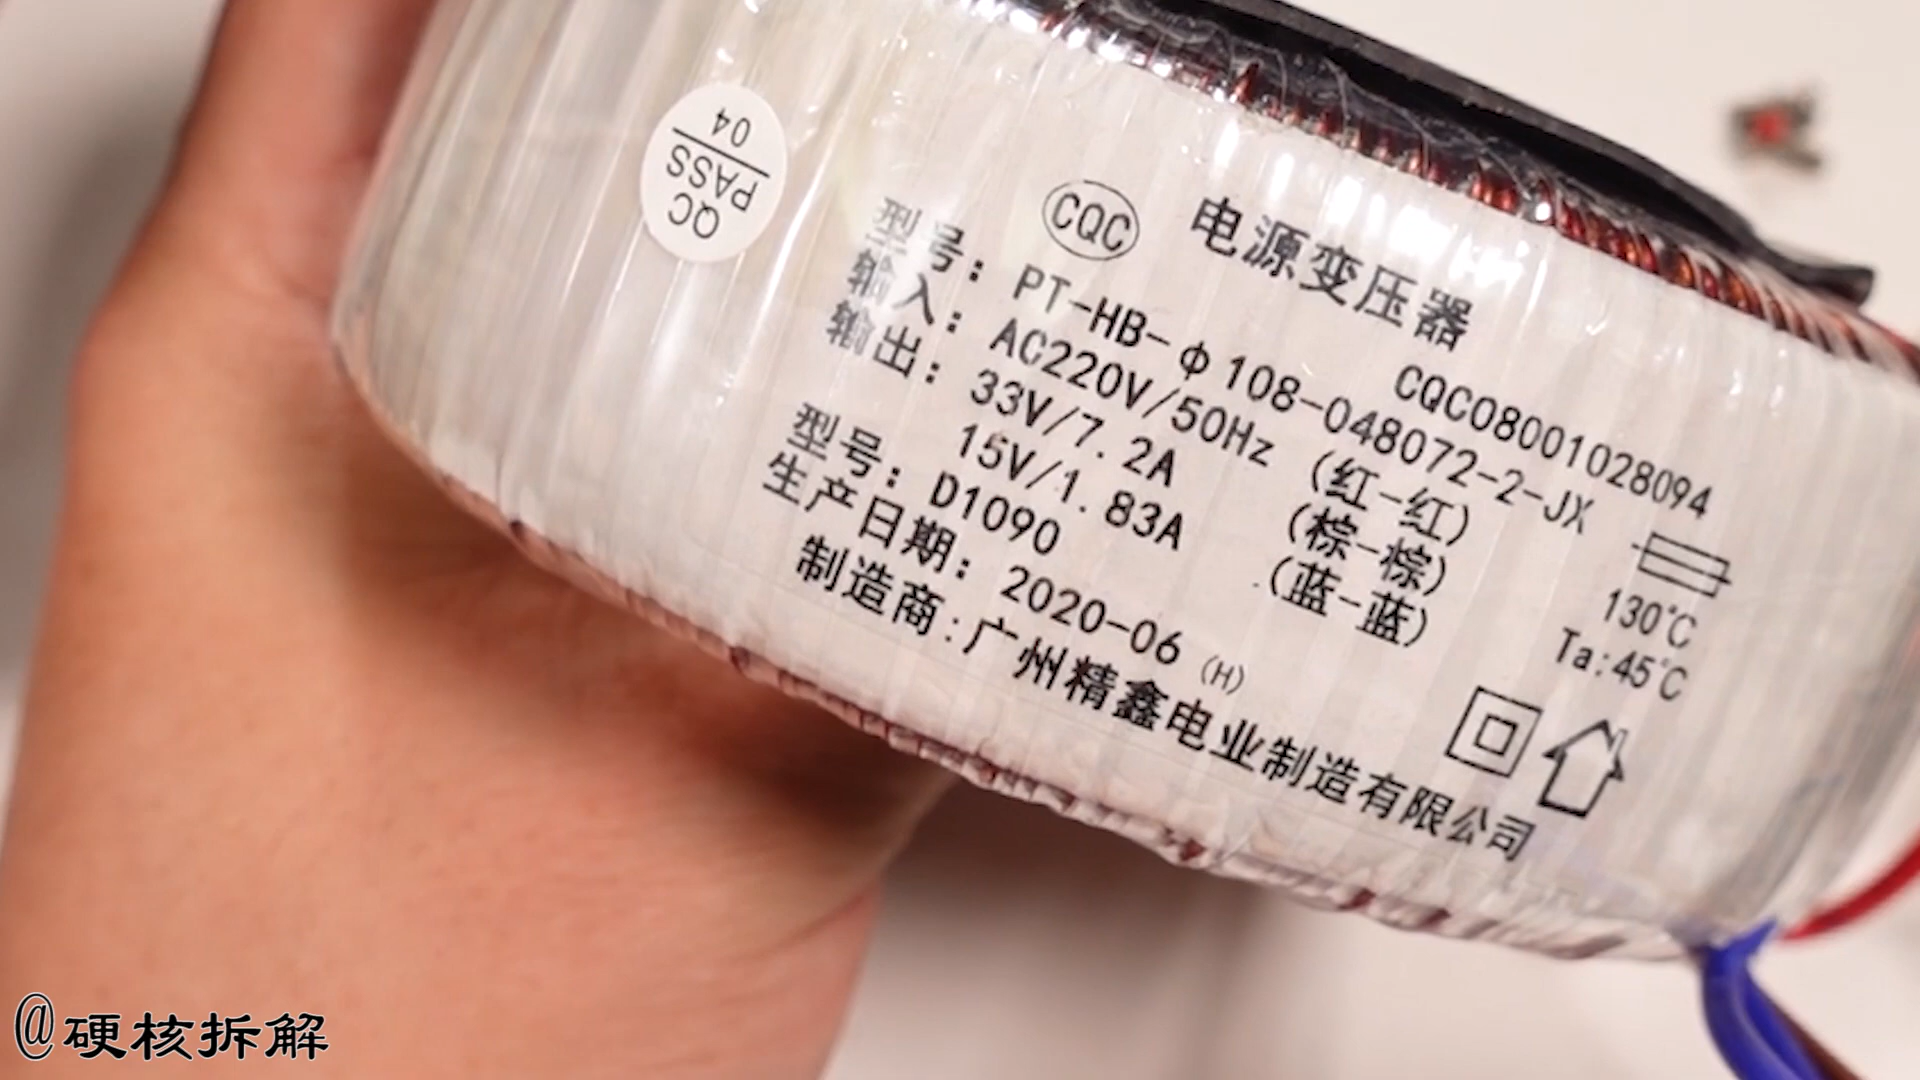 QC
PASS
04
CQC 电源变压器
CQC08001028094
型号：PT-HB-φ108-048072-2-JX
输入：AC220V/50Hz (红-红)
输出：33V/7.2A (棕-棕)
15V/1.83A (蓝-蓝)
型号：D1090
生产日期：2020-06 (H)
制造商：广州精鑫电业制造有限公司
130℃
Ta:45℃
@硬核拆解